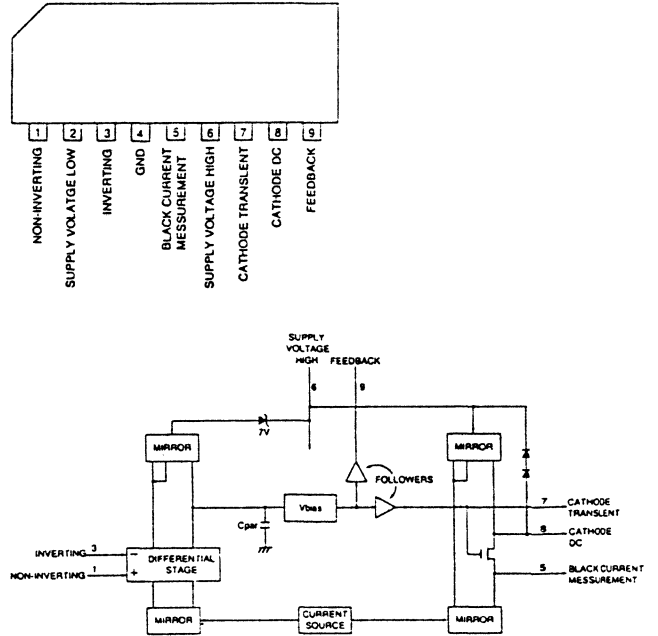 1 2 3 4 5 6 7 8 9
NON-INVERTING
SUPPLY VOLATGE LOW
INVERTING
GND
BLACK CURRENT
MESSUREMENT
SUPPLY VOLTAGE HIGH
CATHODE TRANSLENT
CATHODE DC
FEEDBACK
SUPPLY
VOLTAGE
HIGH
FEEDBACK
6
9
7V
MIRROR
MIRROR
FOLLOWERS
Vbias
Cpar
7
CATHODE
TRANSLENT
8
CATHODE
DC
INVERTING
3
-
DIFFERENTIAL
STAGE
NON-INVERTING
1
+
5
BLACK CURRENT
MESSUREMENT
MIRROR
CURRENT
SOURCE
MIRROR